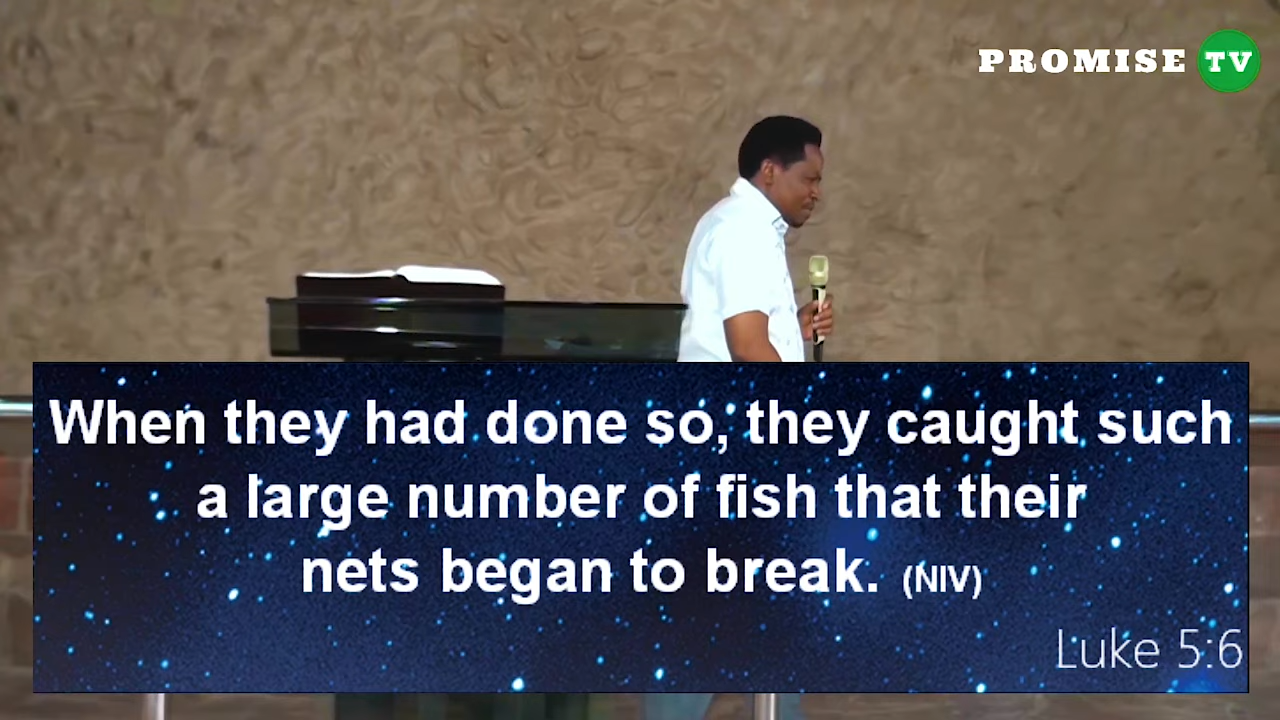 PROMISE TV
When they had done so, they caught such
a large number of fish that their
nets began to break. (NIV)
Luke 5:6